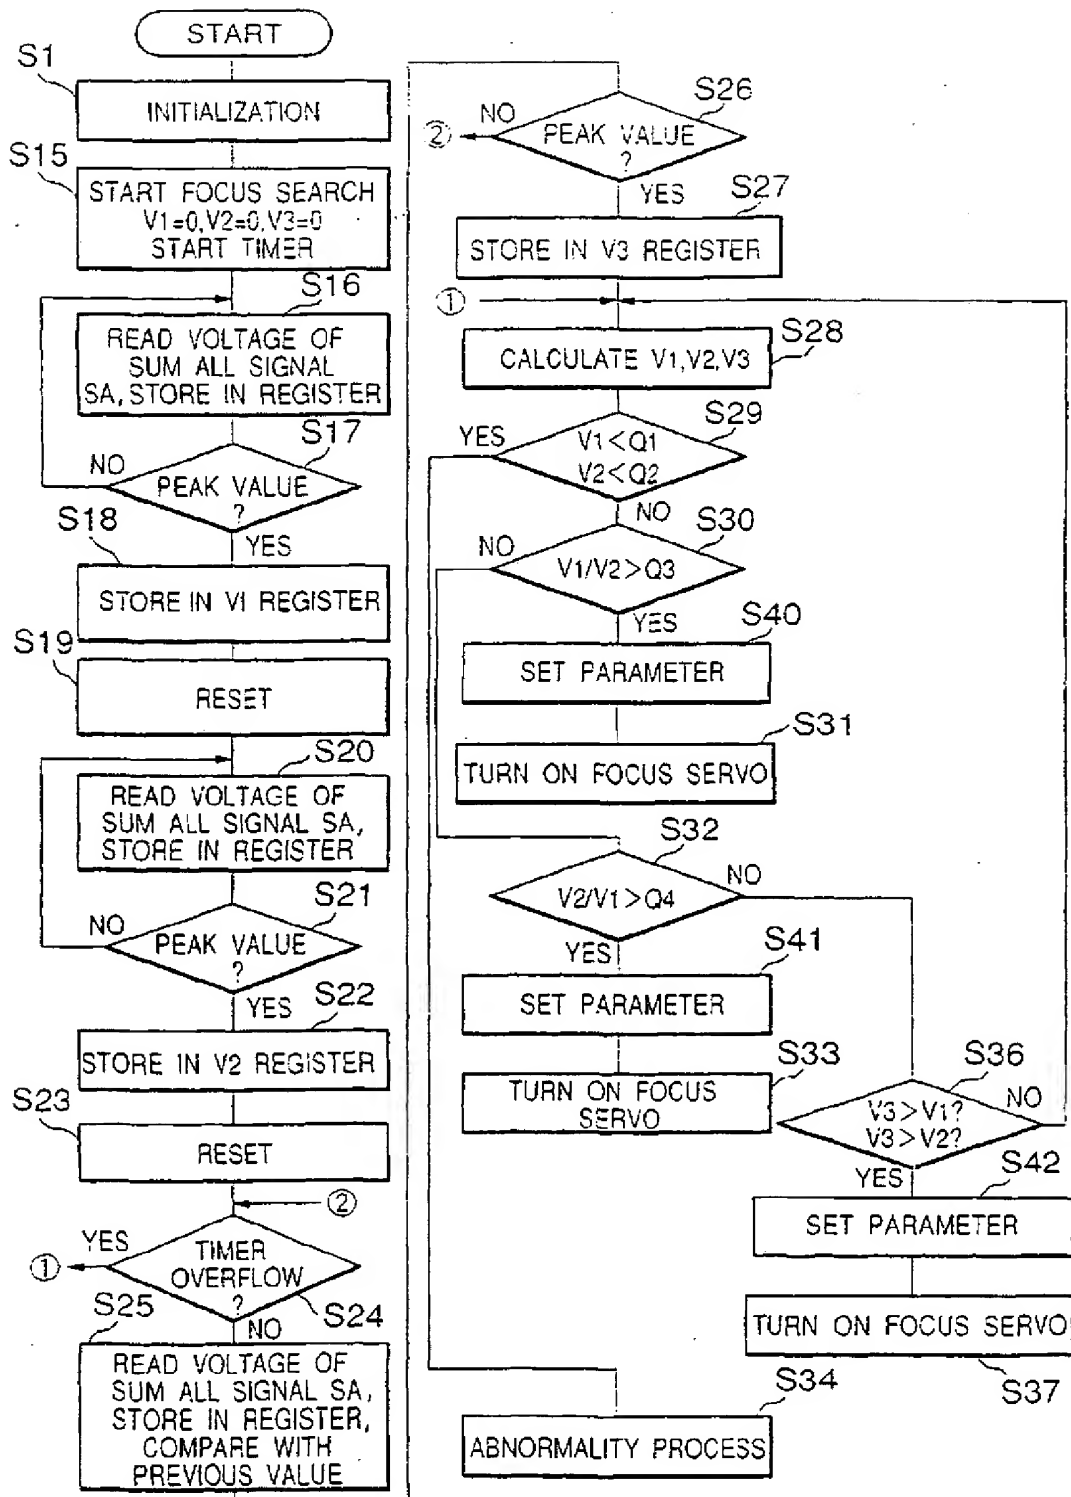 START
S1
INITIALIZATION
S15
START FOCUS SEARCH
V1=0,V2=0,V3=0
START TIMER
S16
READ VOLTAGE OF
SUM ALL SIGNAL
SA, STORE IN REGISTER
S17
NO
PEAK VALUE
?
S18
YES
STORE IN V1 REGISTER
S19
RESET
S20
READ VOLTAGE OF
SUM ALL SIGNAL SA,
STORE IN REGISTER
S21
NO
PEAK VALUE
?
YES
S22
STORE IN V2 REGISTER
S23
RESET
②
YES
TIMER
OVERFLOW
?
①
S24
S25
NO
READ VOLTAGE OF
SUM ALL SIGNAL SA,
STORE IN REGISTER,
COMPARE WITH
PREVIOUS VALUE
S26
NO
②
PEAK VALUE
?
YES
S27
STORE IN V3 REGISTER
①
S28
CALCULATE V1,V2,V3
S29
YES
V1<Q1
V2<Q2
NO
S30
NO
V1/V2>Q3
YES
S40
SET PARAMETER
S31
TURN ON FOCUS SERVO
S32
V2/V1>Q4
NO
YES
S41
SET PARAMETER
S33
TURN ON FOCUS
SERVO
S36
V3>V1?
V3>V2?
NO
YES
S42
SET PARAMETER
TURN ON FOCUS SERVO
S37
S34
ABNORMALITY PROCESS